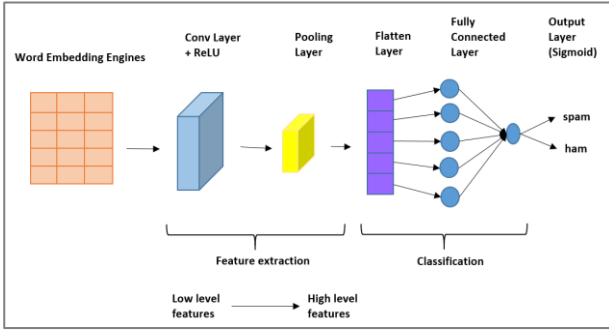 Word Embedding Engines
Conv Layer
+ ReLU
Pooling
Layer
Flatten
Layer
Fully
Connected
Layer
Output
Layer
(Sigmoid)
spam
ham
Feature extraction
Classification
Low level
features
High level
features